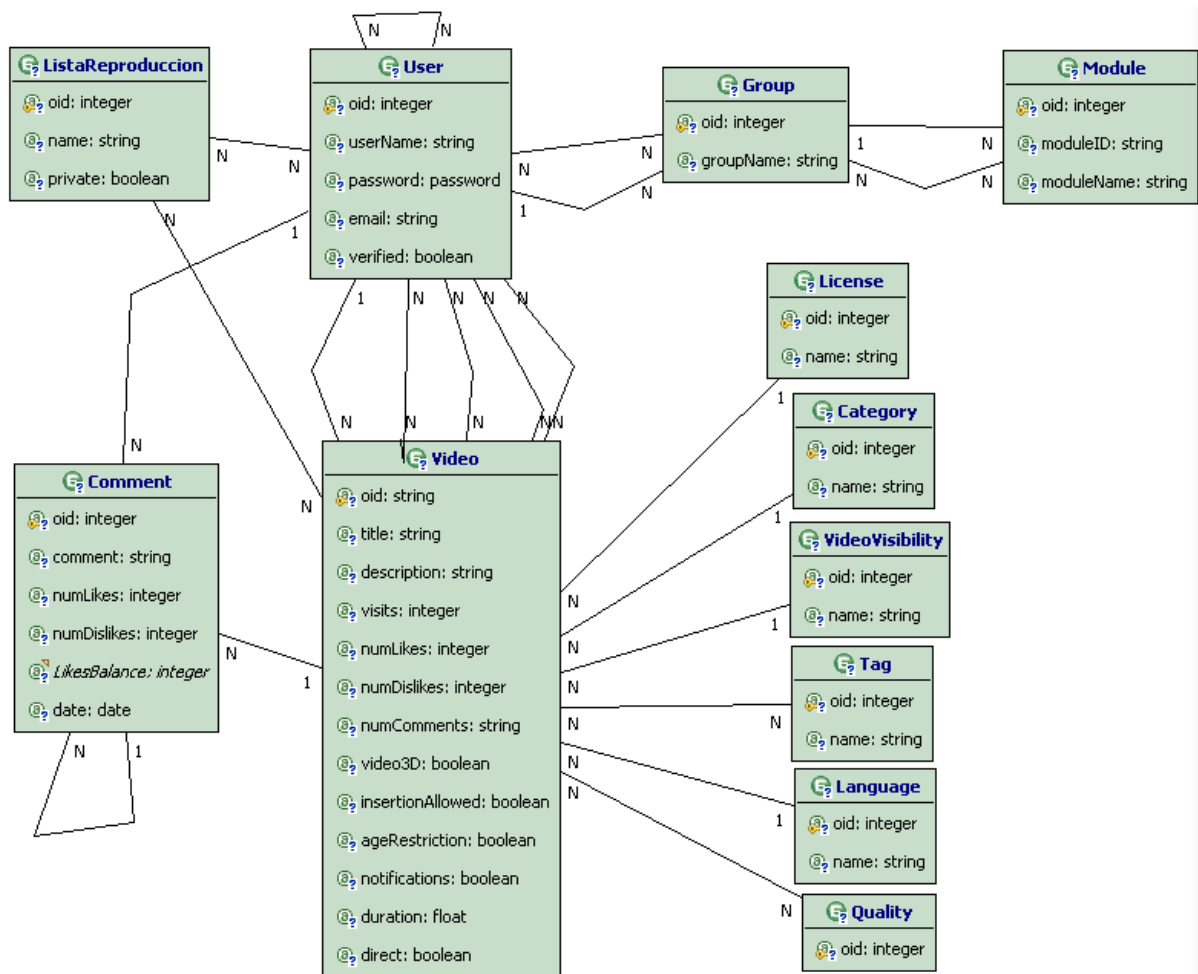 ListaReproduccion
oid: integer
name: string
private: boolean
N
N
N
N
N
N
User
oid: integer
userName: string
password: password
email: string
verified: boolean
N
N
1
N
Group
oid: integer
groupName: string
1
N
N
N
Module
oid: integer
moduleID: string
moduleName: string
1
N
1
N
N
N
N
N
N
N
N
N
N
N
Comment
oid: integer
comment: string
numLikes: integer
numDislikes: integer
LikesBalance: integer
date: date
N
1
N
1
Video
oid: string
title: string
description: string
visits: integer
numLikes: integer
numDislikes: integer
numComments: string
video3D: boolean
insertionAllowed: boolean
ageRestriction: boolean
notifications: boolean
duration: float
direct: boolean
License
oid: integer
name: string
1
N
Category
oid: integer
name: string
1
N
VideoVisibility
oid: integer
name: string
1
N
Tag
oid: integer
name: string
N
N
Language
oid: integer
name: string
1
N
Quality
oid: integer
N
N